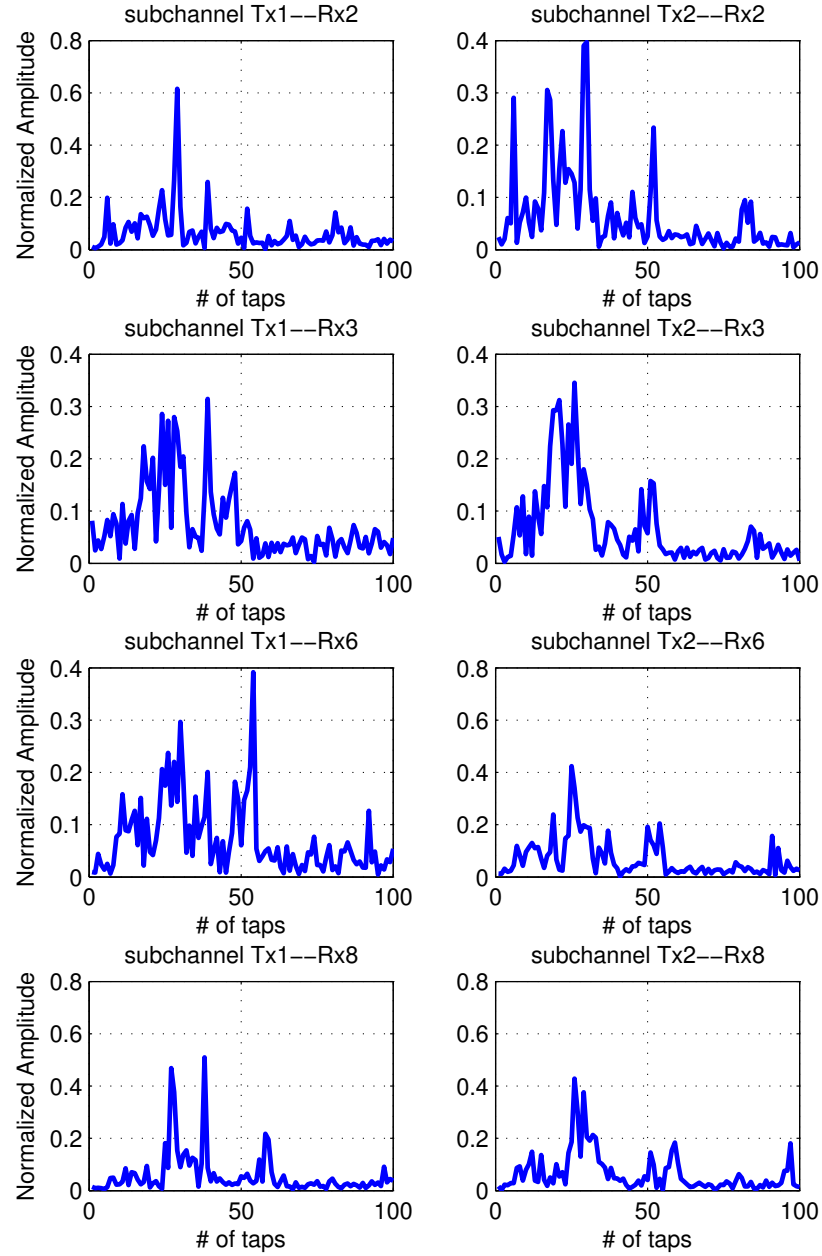 subchannel Tx1−−Rx2
Normalized Amplitude
0.8
0.6
0.4
0.2
0
0 50 100
# of taps
subchannel Tx2−−Rx2
0.4
0.3
0.2
0.1
0
0 50 100
# of taps
subchannel Tx1−−Rx3
Normalized Amplitude
0.4
0.3
0.2
0.1
0
0 50 100
# of taps
subchannel Tx2−−Rx3
0.4
0.3
0.2
0.1
0
0 50 100
# of taps
subchannel Tx1−−Rx6
Normalized Amplitude
0.4
0.3
0.2
0.1
0
0 50 100
# of taps
subchannel Tx2−−Rx6
0.8
0.6
0.4
0.2
0
0 50 100
# of taps
subchannel Tx1−−Rx8
Normalized Amplitude
0.8
0.6
0.4
0.2
0
0 50 100
# of taps
subchannel Tx2−−Rx8
0.8
0.6
0.4
0.2
0
0 50 100
# of taps